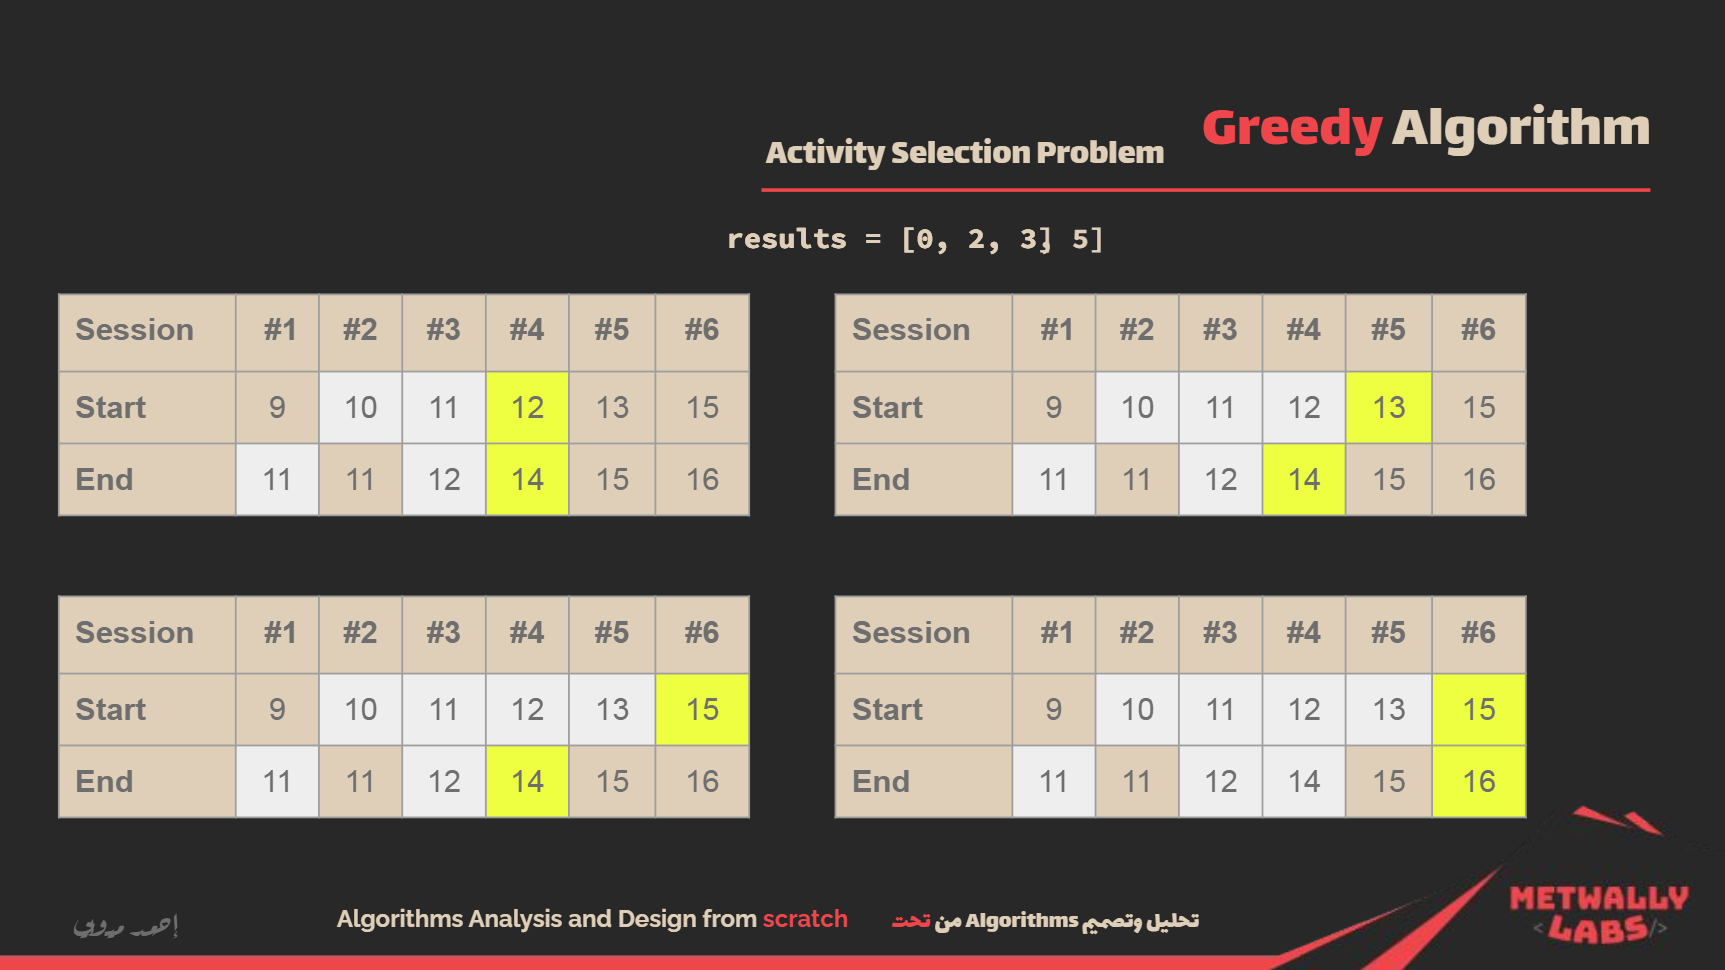 Greedy Algorithm
Activity Selection Problem
results = [0, 2, 3] 5]
Session #1 #2 #3 #4 #5 #6
Start 9 10 11 12 13 15
End 11 11 12 14 15 16
Session #1 #2 #3 #4 #5 #6
Start 9 10 11 12 13 15
End 11 11 12 14 15 16
Session #1 #2 #3 #4 #5 #6
Start 9 10 11 12 13 15
End 11 11 12 14 15 16
Session #1 #2 #3 #4 #5 #6
Start 9 10 11 12 13 15
End 11 11 12 14 15 16
Algorithms Analysis and Design from scratch
تحليل وتصميم Algorithms من تحت
METWALLY
<LABS/>